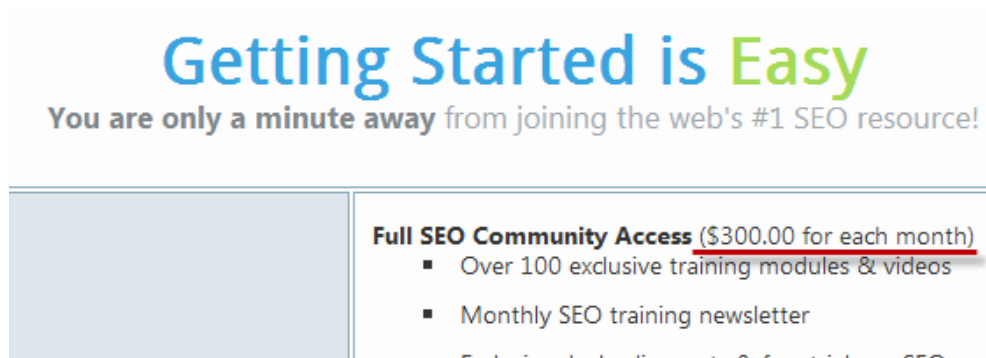 Getting Started is Easy
You are only a minute away from joining the web's #1 SEO resource!
Full SEO Community Access ($300.00 for each month)
Over 100 exclusive training modules & videos
Monthly SEO training newsletter